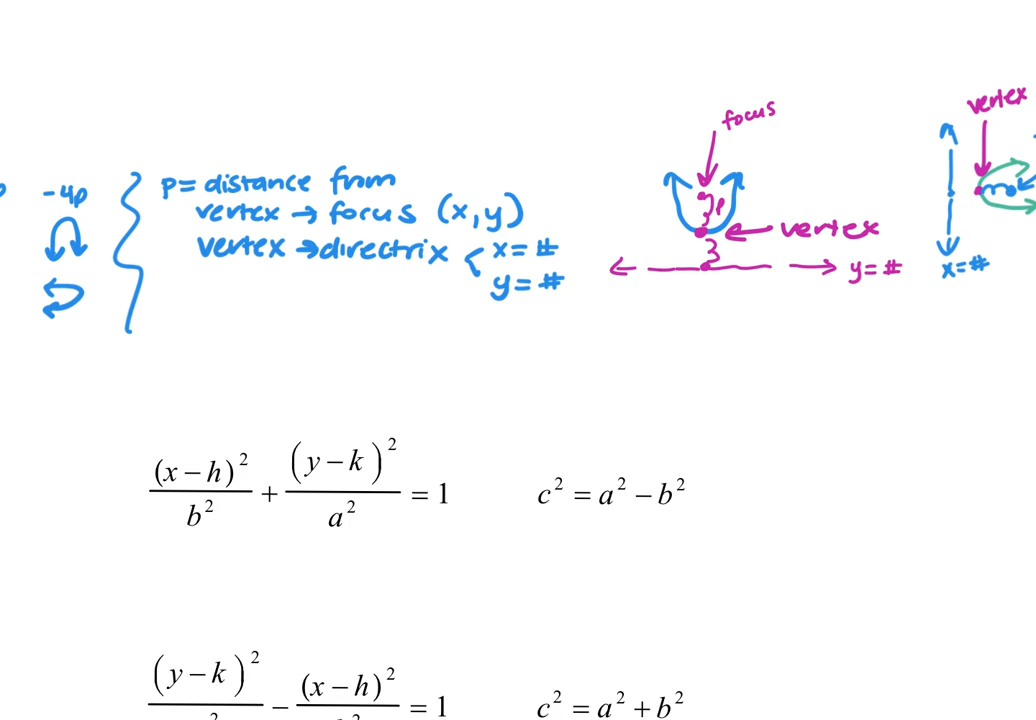 focus
vertex
-4p
p= distance from
vertex → focus (x,y)
vertex → directrix < x=#
y=#
p
← vertex
y=#
x=#
(x-h)²/b² + (y-k)²/a² = 1    c² = a² - b²
(y-k)² − (x-h)² = 1    c² = a² + b²